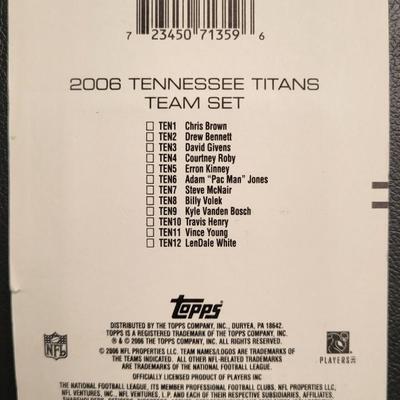 7 23450 71359 6
2006 TENNESSEE TITANS
TEAM SET
TEN1 Chris Brown
TEN2 Drew Bennett
TEN3 David Givens
TEN4 Courtney Roby
TEN5 Erron Kinney
TEN6 Adam "Pac Man" Jones
TEN7 Steve McNair
TEN8 Billy Volek
TEN9 Kyle Vanden Bosch
TEN10 Travis Henry
TEN11 Vince Young
TEN12 LenDale White
Topps
DISTRIBUTED BY THE TOPPS COMPANY, INC., DURYEA, PA 18642.
TOPPS IS A REGISTERED TRADEMARK OF THE TOPPS COMPANY, INC.
® & © 2006 THE TOPPS COMPANY, INC. ALL RIGHTS RESERVED.
NFL
© 2006 NFL PROPERTIES LLC. TEAM NAMES/LOGOS ARE TRADEMARKS OF
THE TEAMS INDICATED. ALL OTHER NFL-RELATED TRADEMARKS
ARE TRADEMARKS OF THE NATIONAL FOOTBALL LEAGUE.
PLAYERS INC
OFFICIALLY LICENSED PRODUCT OF PLAYERS INC
THE NATIONAL FOOTBALL LEAGUE, ITS MEMBER PROFESSIONAL FOOTBALL CLUBS, NFL PROPERTIES, INC.,
NFL VENTURES, INC., NFL VENTURES, L.P. AND EACH OF THEIR RESPECTIVE SUBSIDIARIES, AFFILIATES,